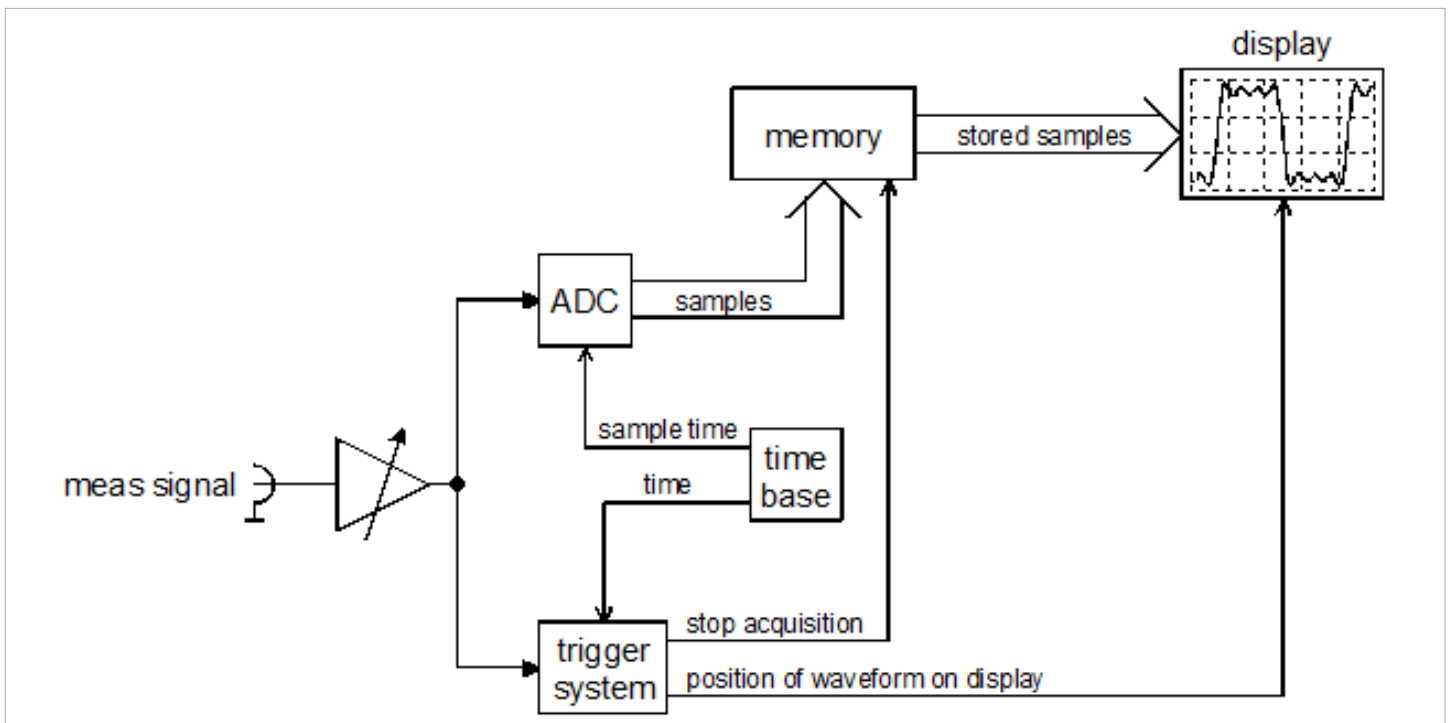 display
memory
stored samples
ADC
samples
sample time
time
base
time
meas signal
stop acquisition
trigger
system
position of waveform on display